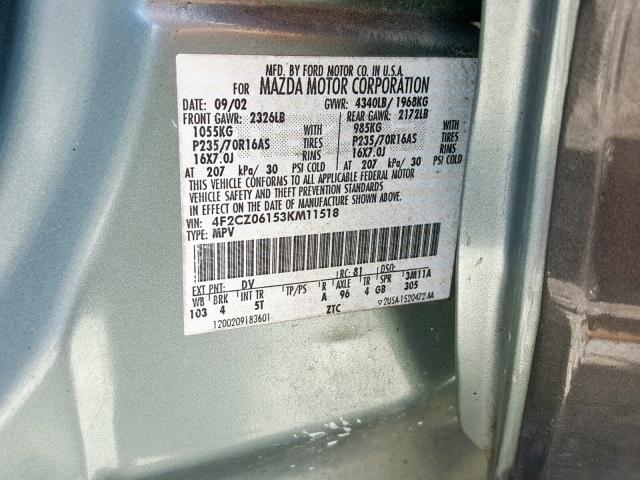 MFD. BY FORD MOTOR CO. IN U.S.A.
FOR MAZDA MOTOR CORPORATION
DATE: 09/02 GVWR: 4340LB/1968KG
FRONT GAWR: 2326LB REAR GAWR: 2172LB
1055KG WITH 985KG WITH
P235/70R16AS TIRES P235/70R16AS TIRES
16X7.0J RIMS 16X7.0J RIMS
AT 207 kPa/ 30 PSI COLD AT 207 kPa/ 30 PSI COLD
THIS VEHICLE CONFORMS TO ALL APPLICABLE FEDERAL MOTOR
VEHICLE SAFETY AND THEFT PREVENTION STANDARDS
IN EFFECT ON THE DATE OF MANUFACTURE SHOWN ABOVE.
VIN: 4F2CZ06153KM11518
TYPE: MPV
EXT PNT: DV RC: 81 DSO:
WB BRK INT TR TP/PS R AXLE TR SPR 3M11A
103 4 5T A 96 4 GB 305
1200209183601 ZTC